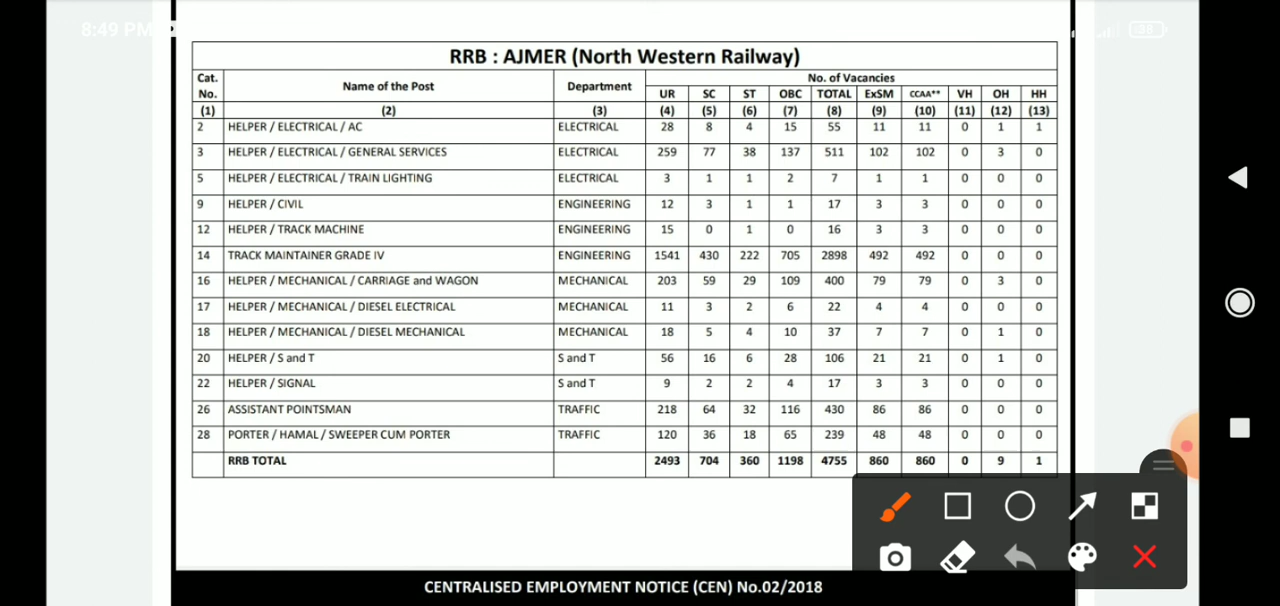 8:49 PM
38
RRB : AJMER (North Western Railway)
Cat. No. Name of the Post Department No. of Vacancies
UR SC ST OBC TOTAL ExSM CCAA** VH OH HH
(1) (2) (3) (4) (5) (6) (7) (8) (9) (10) (11) (12) (13)
2 HELPER / ELECTRICAL / AC ELECTRICAL 28 8 4 15 55 11 11 0 1 1
3 HELPER / ELECTRICAL / GENERAL SERVICES ELECTRICAL 259 77 38 137 511 102 102 0 3 0
5 HELPER / ELECTRICAL / TRAIN LIGHTING ELECTRICAL 3 1 1 2 7 1 1 0 0 0
9 HELPER / CIVIL ENGINEERING 12 3 1 1 17 3 3 0 0 0
12 HELPER / TRACK MACHINE ENGINEERING 15 0 1 0 16 3 3 0 0 0
14 TRACK MAINTAINER GRADE IV ENGINEERING 1541 430 222 705 2898 492 492 0 0 0
16 HELPER / MECHANICAL / CARRIAGE and WAGON MECHANICAL 203 59 29 109 400 79 79 0 3 0
17 HELPER / MECHANICAL / DIESEL ELECTRICAL MECHANICAL 11 3 2 6 22 4 4 0 0 0
18 HELPER / MECHANICAL / DIESEL MECHANICAL MECHANICAL 18 5 4 10 37 7 7 0 1 0
20 HELPER / S and T S and T 56 16 6 28 106 21 21 0 1 0
22 HELPER / SIGNAL S and T 9 2 2 4 17 3 3 0 0 0
26 ASSISTANT POINTSMAN TRAFFIC 218 64 32 116 430 86 86 0 0 0
28 PORTER / HAMAL / SWEEPER CUM PORTER TRAFFIC 120 36 18 65 239 48 48 0 0 0
RRB TOTAL 2493 704 360 1198 4755 860 860 0 9 1
CENTRALISED EMPLOYMENT NOTICE (CEN) No.02/2018